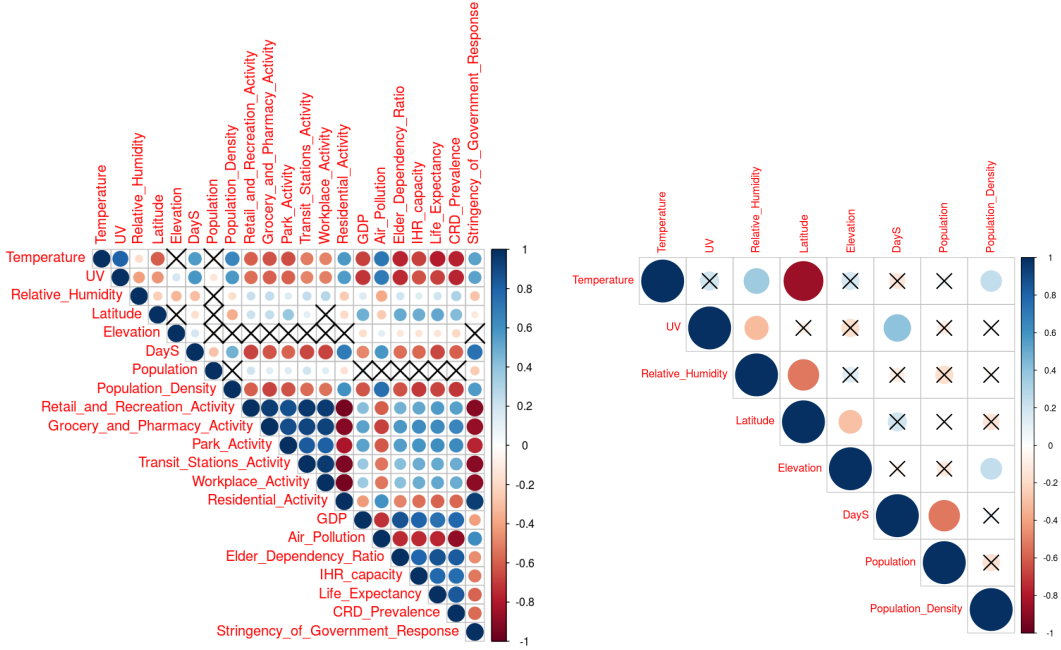 Temperature
UV
Relative_Humidity
Latitude
Elevation
DayS
Population
Population_Density
Retail_and_Recreation_Activity
Grocery_and_Pharmacy_Activity
Park_Activity
Transit_Stations_Activity
Workplace_Activity
Residential_Activity
GDP
Air_Pollution
Elder_Dependency_Ratio
IHR_capacity
Life_Expectancy
CRD_Prevalence
Stringency_of_Government_Response
Temperature
UV
Relative_Humidity
Latitude
Elevation
DayS
Population
Population_Density
Retail_and_Recreation_Activity
Grocery_and_Pharmacy_Activity
Park_Activity
Transit_Stations_Activity
Workplace_Activity
Residential_Activity
GDP
Air_Pollution
Elder_Dependency_Ratio
IHR_capacity
Life_Expectancy
CRD_Prevalence
Stringency_of_Government_Response
1
0.8
0.6
0.4
0.2
0
-0.2
-0.4
-0.6
-0.8
-1
Temperature
UV
Relative_Humidity
Latitude
Elevation
DayS
Population
Population_Density
Temperature
UV
Relative_Humidity
Latitude
Elevation
DayS
Population
Population_Density
1
0.8
0.6
0.4
0.2
0
-0.2
-0.4
-0.6
-0.8
-1